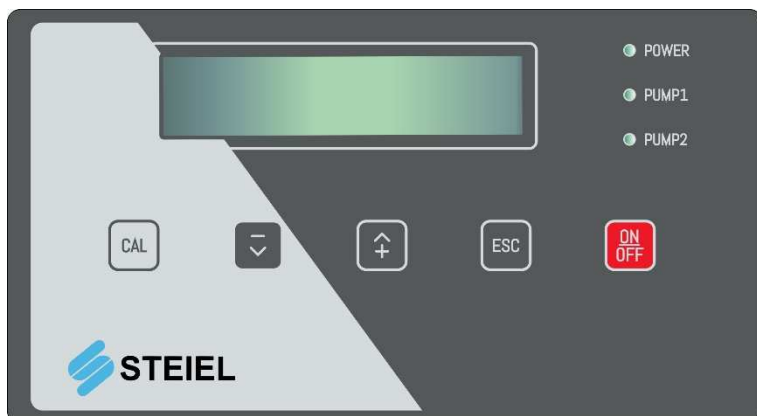 POWER
PUMP1
PUMP2
CAL
ESC
ON
OFF
STEIEL